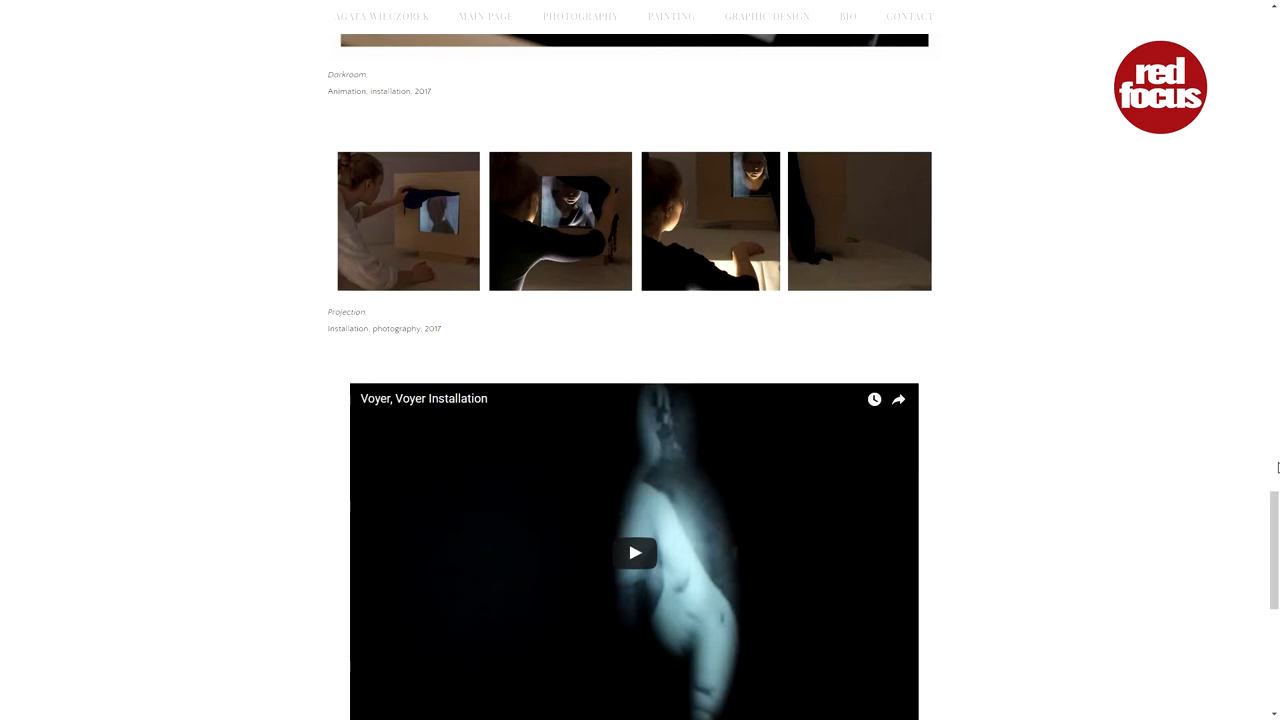 AGATA WIECZOREK MAIN PAGE PHOTOGRAPHY PAINTING GRAPHIC DESIGN BIO CONTACT
red
focus
Darkroom,
Animation, installation, 2017
Projection,
Installation, photography, 2017
Voyer, Voyer Installation